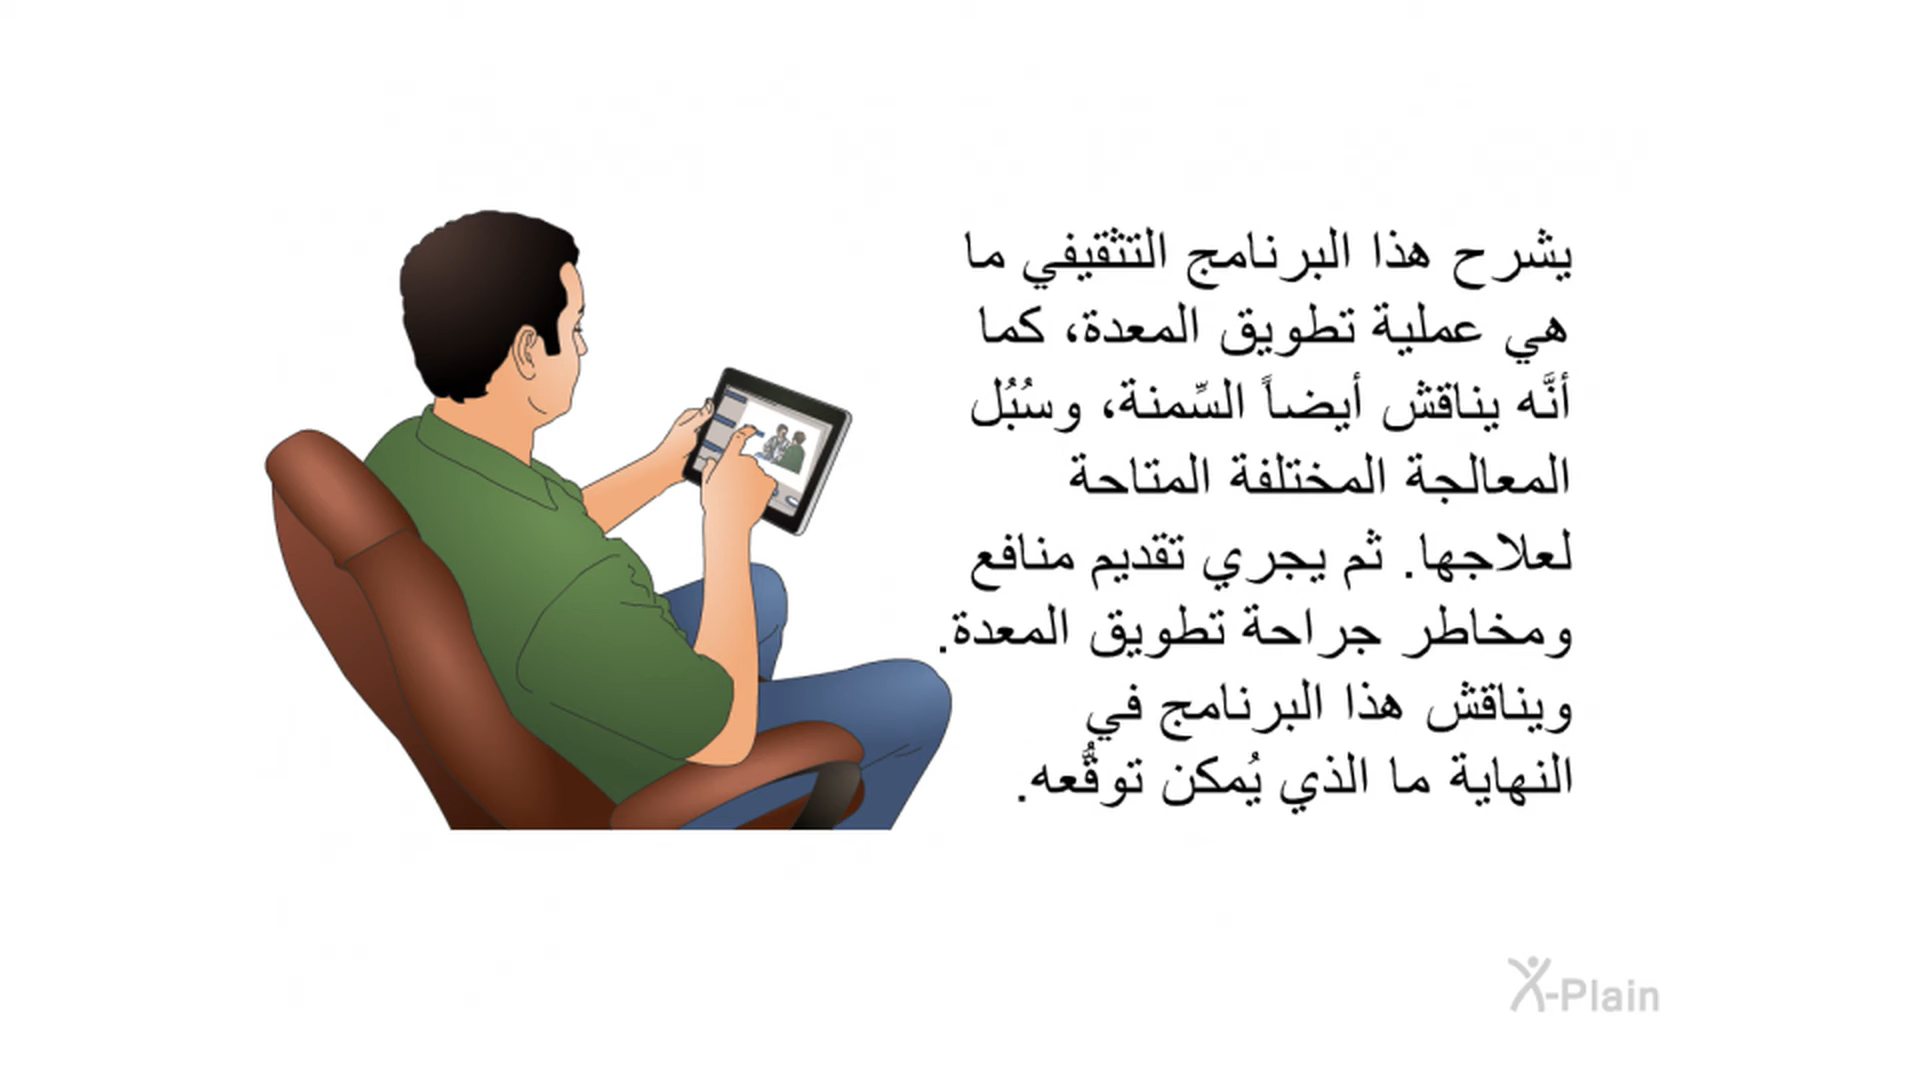 يشرح هذا البرنامج التثقيفي ما
هي عملية تطويق المعدة، كما
أنَّه يناقش أيضاً السِّمنة، وسُبُل
المعالجة المختلفة المتاحة
لعلاجها. ثم يجري تقديم منافع
ومخاطر جراحة تطويق المعدة.
ويناقش هذا البرنامج في
النهاية ما الذي يُمكن توقُّعه.
X-Plain